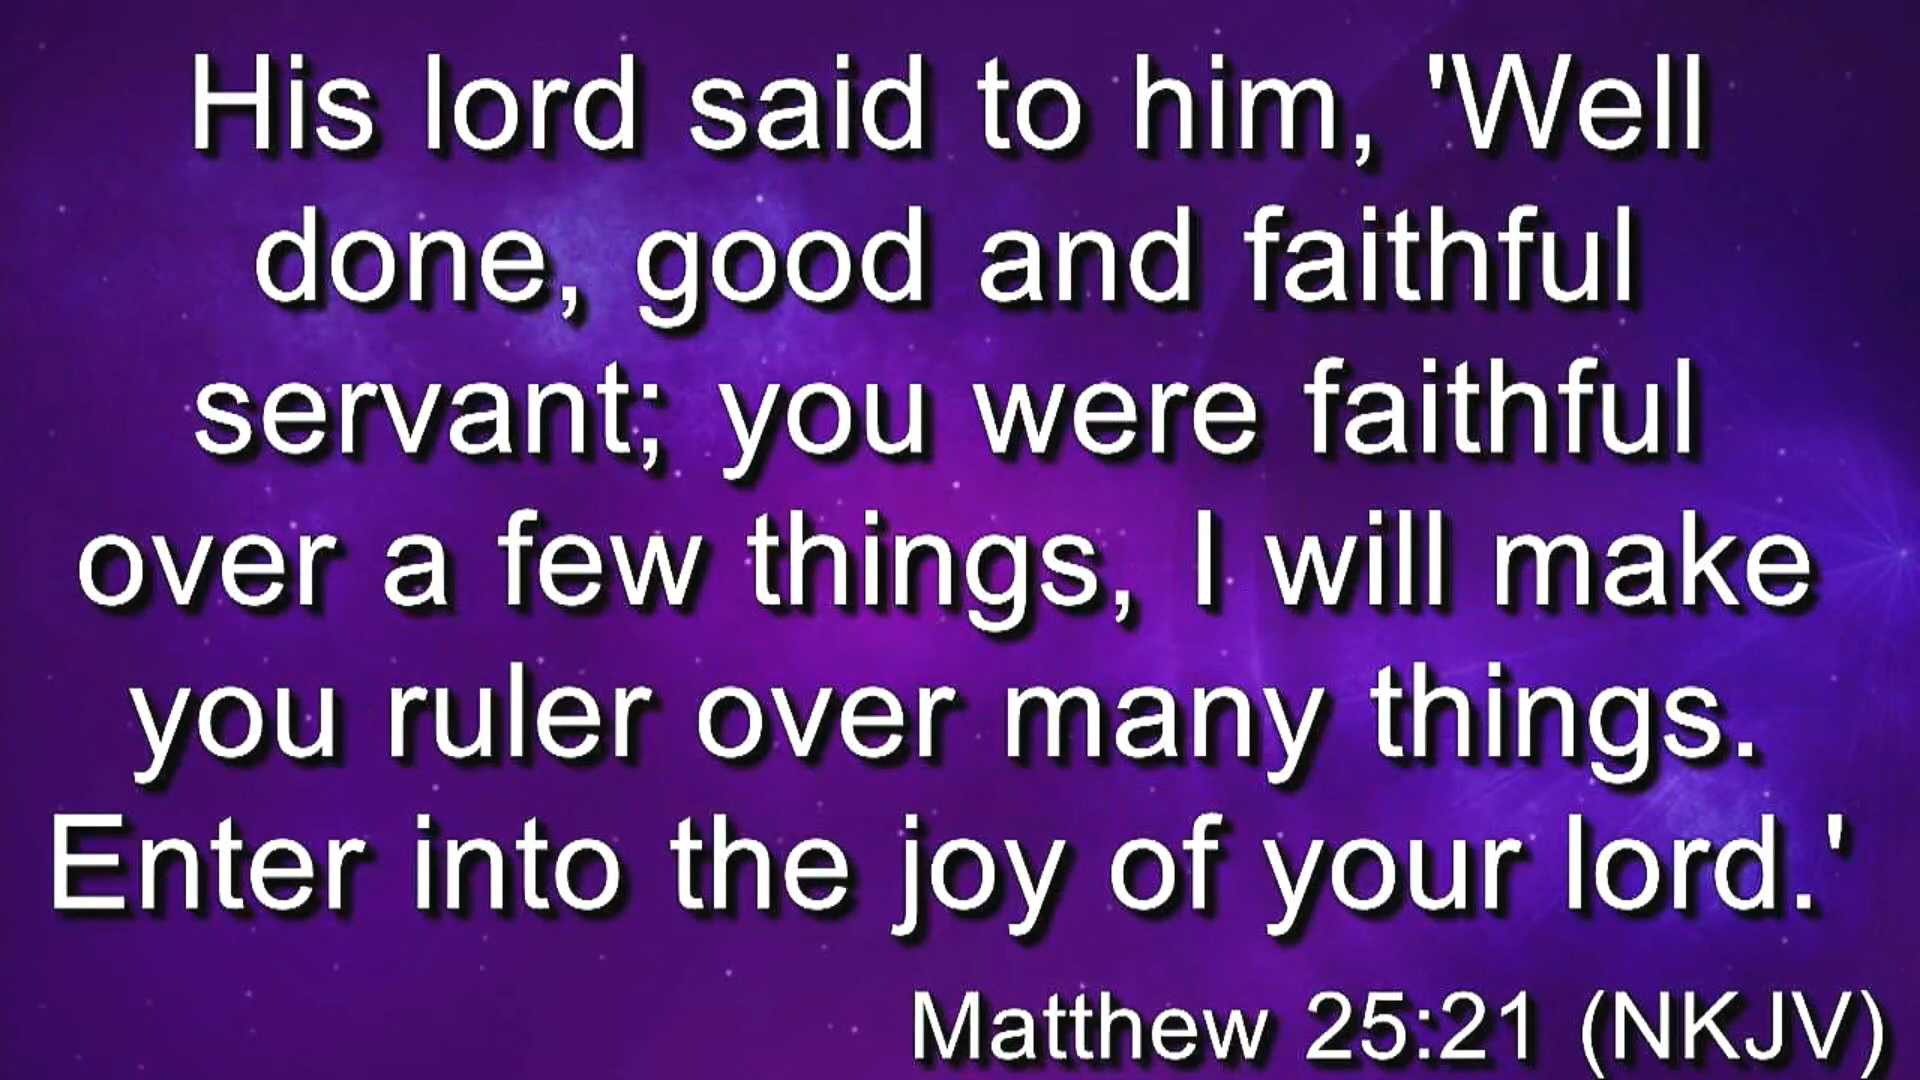 His lord said to him, 'Well
done, good and faithful
servant; you were faithful
over a few things, I will make
you ruler over many things.
Enter into the joy of your lord.'
Matthew 25:21 (NKJV)